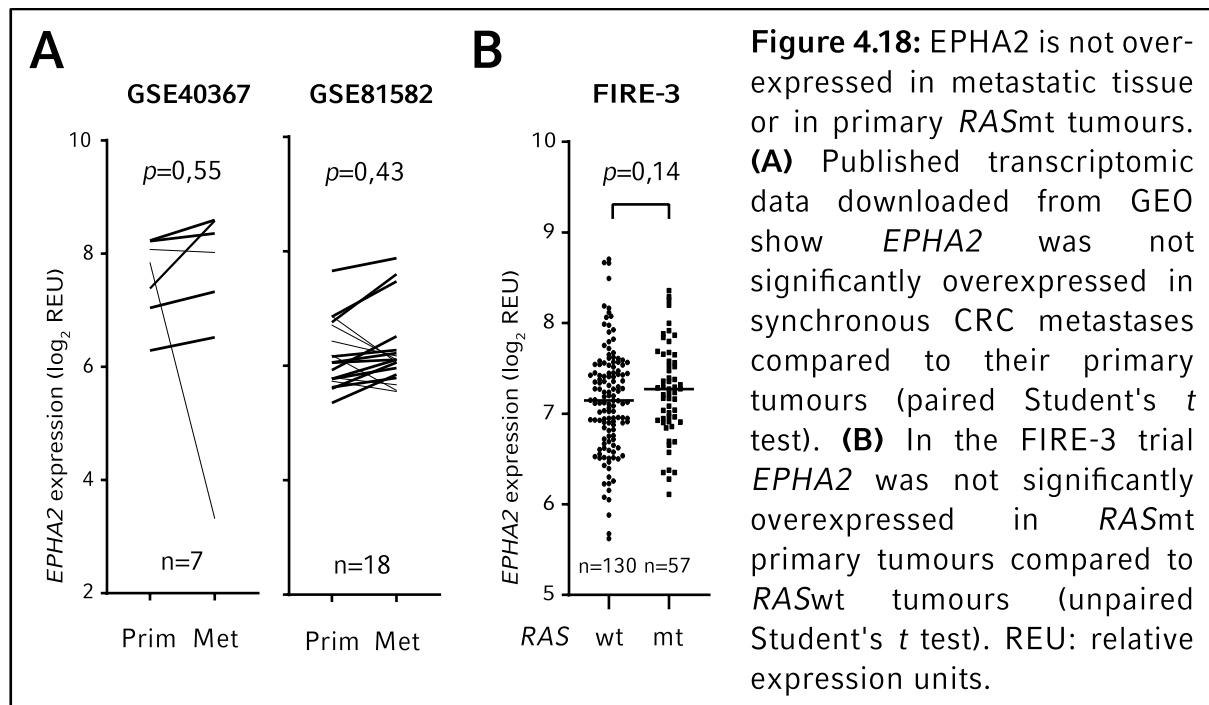 A
GSE40367
GSE81582
10
8
6
4
2
EPHA2 expression (log2 REU)
p=0,55
p=0,43
n=7
n=18
Prim Met
Prim Met
B
FIRE-3
10
9
8
7
6
5
EPHA2 expression (log2 REU)
p=0,14
n=130 n=57
RAS wt mt
Figure 4.18: EPHA2 is not over-
expressed in metastatic tissue
or in primary RASmt tumours.
(A) Published transcriptomic
data downloaded from GEO
show EPHA2 was not
significantly overexpressed in
synchronous CRC metastases
compared to their primary
tumours (paired Student's t
test). (B) In the FIRE-3 trial
EPHA2 was not significantly
overexpressed in RASmt
primary tumours compared to
RASwt tumours (unpaired
Student's t test). REU: relative
expression units.